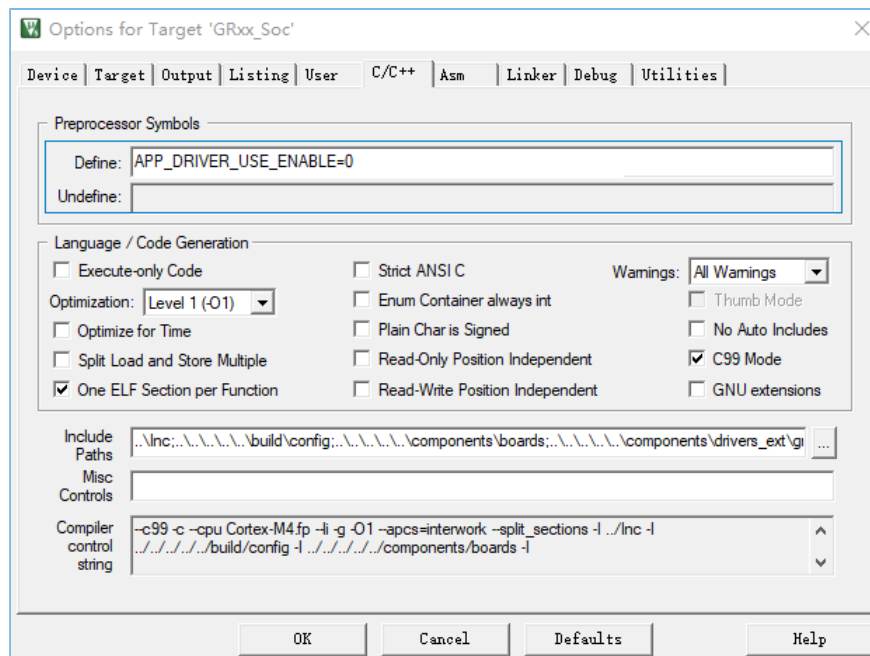 Options for Target 'GRxx_Soc'
Device Target Output Listing User C/C++ Asm Linker Debug Utilities
Preprocessor Symbols
Define: APP_DRIVER_USE_ENABLE=0
Undefine:
Language / Code Generation
Execute-only Code Strict ANSI C Warnings: All Warnings
Optimization: Level 1 (-O1) Enum Container always int Thumb Mode
Optimize for Time Plain Char is Signed No Auto Includes
Split Load and Store Multiple Read-Only Position Independent C99 Mode
One ELF Section per Function Read-Write Position Independent GNU extensions
Include Paths ..\Inc;..\..\..\..\..\build\config;..\..\..\..\..\components\boards;..\..\..\..\..\components\drivers_ext\gr ...
Misc Controls
Compiler control string --c99 -c --cpu Cortex-M4.fp --li -g -O1 --apcs=interwork --split_sections -I ../Inc -I
../../../../../build/config -I ../../../../../components/boards -I
OK Cancel Defaults Help